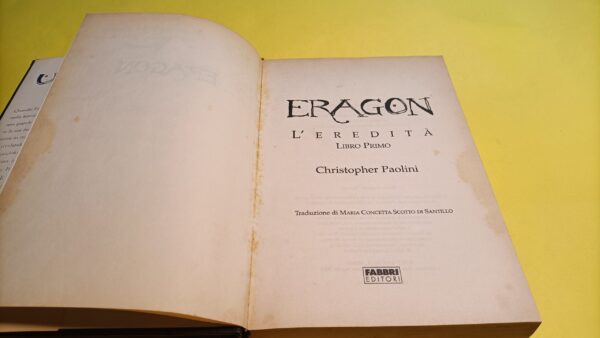 ERAGON
L'EREDITÀ
LIBRO PRIMO
Christopher Paolini
Traduzione di MARIA CONCETTA SCOTTO DI SANTILLO
FABBRI
EDITORI